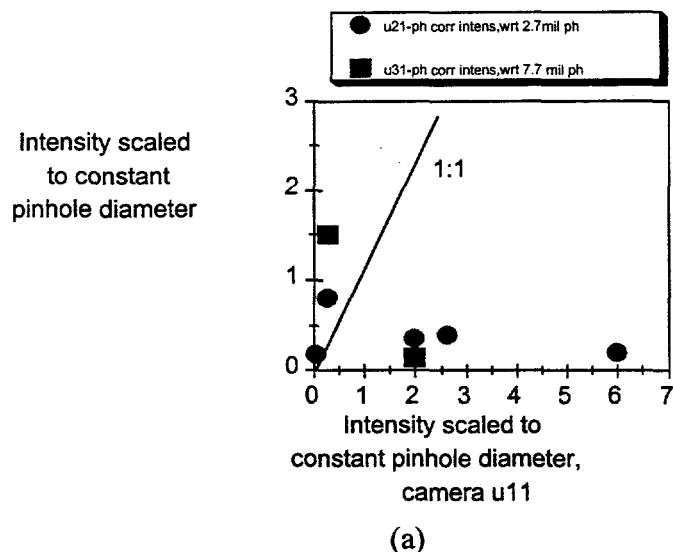 u21-ph corr intens,wrt 2.7mil ph
u31-ph corr intens,wrt 7.7 mil ph
Intensity scaled
to constant
pinhole diameter
3
2
1
0
1:1
0 1 2 3 4 5 6 7
Intensity scaled to
constant pinhole diameter,
camera u11
(a)